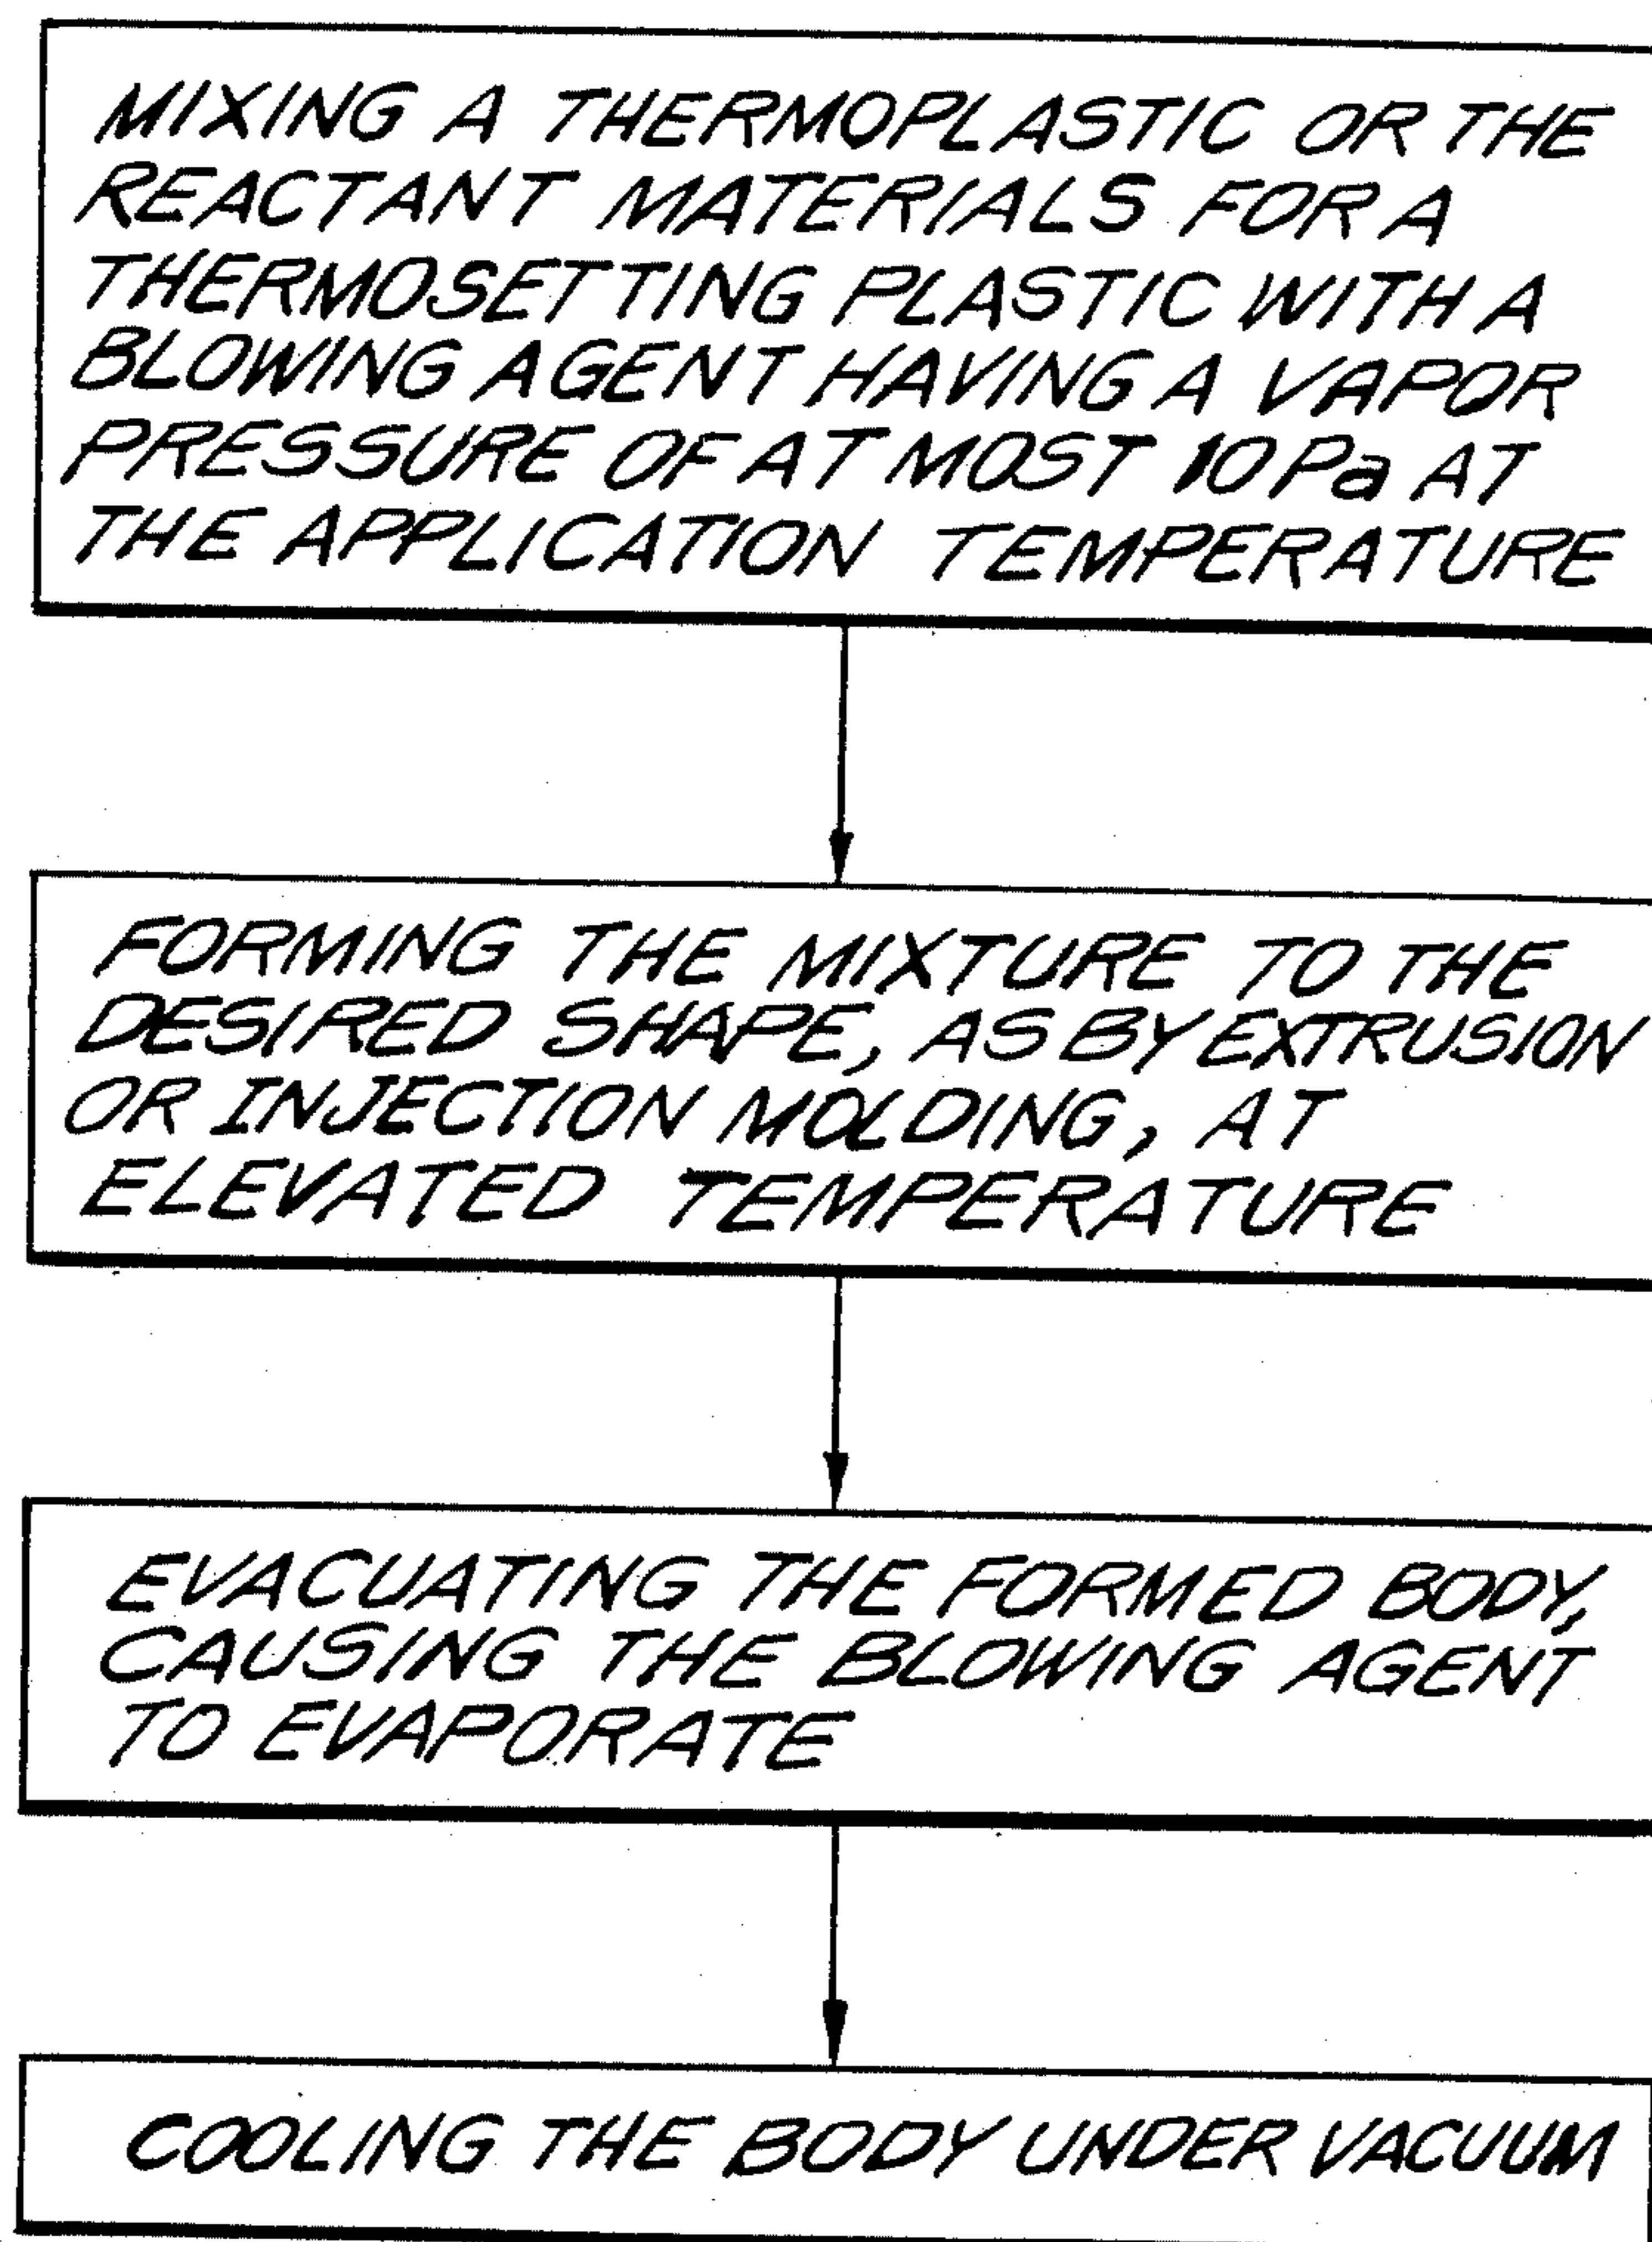 MIXING A THERMOPLASTIC OR THE
REACTANT MATERIALS FOR A
THERMOSETTING PLASTIC WITH A
BLOWING AGENT HAVING A VAPOR
PRESSURE OF AT MOST 10 Pa AT
THE APPLICATION TEMPERATURE
FORMING THE MIXTURE TO THE
DESIRED SHAPE, AS BY EXTRUSION
OR INJECTION MOLDING, AT
ELEVATED TEMPERATURE
EVACUATING THE FORMED BODY,
CAUSING THE BLOWING AGENT
TO EVAPORATE
COOLING THE BODY UNDER VACUUM